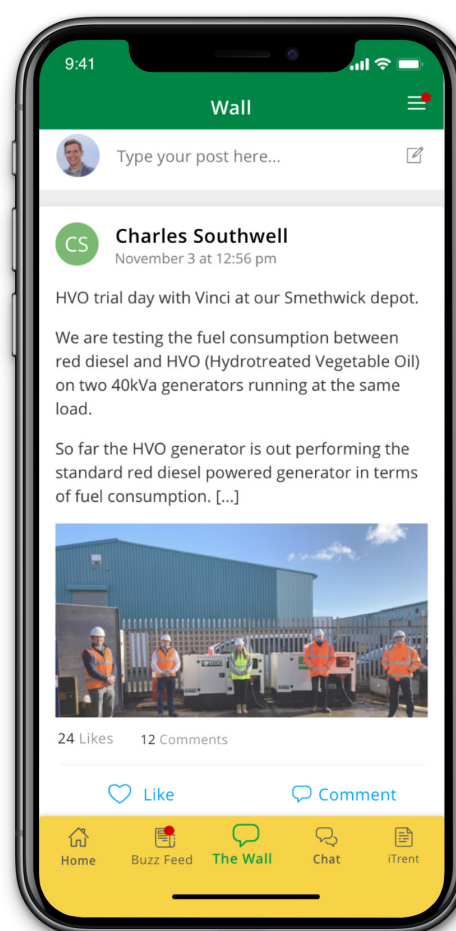 9:41
Wall
Type your post here...
CS
Charles Southwell
November 3 at 12:56 pm
HVO trial day with Vinci at our Smethwick depot.
We are testing the fuel consumption between
red diesel and HVO (Hydrotreated Vegetable Oil)
on two 40kVa generators running at the same
load.
So far the HVO generator is out performing the
standard red diesel powered generator in terms
of fuel consumption. [...]
24 Likes 12 Comments
Like Comment
Home Buzz Feed The Wall Chat iTrent